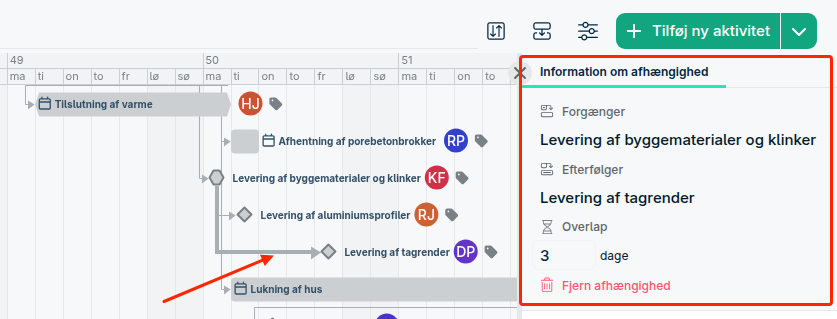 Tilføj ny aktivitet
49 50 51
ma ti on to fr lø sø ma ti on to fr lø sø ma ti on to
Tilslutning af varme HJ
Afhentning af porebetonbrokker RP
Levering af byggematerialer og klinker KF
Levering af aluminiumsprofiler RJ
Levering af tagrender DP
Lukning af hus
Information om afhængighed
Forgænger
Levering af byggematerialer og klinker
Efterfølger
Levering af tagrender
Overlap
3 dage
Fjern afhænglighed